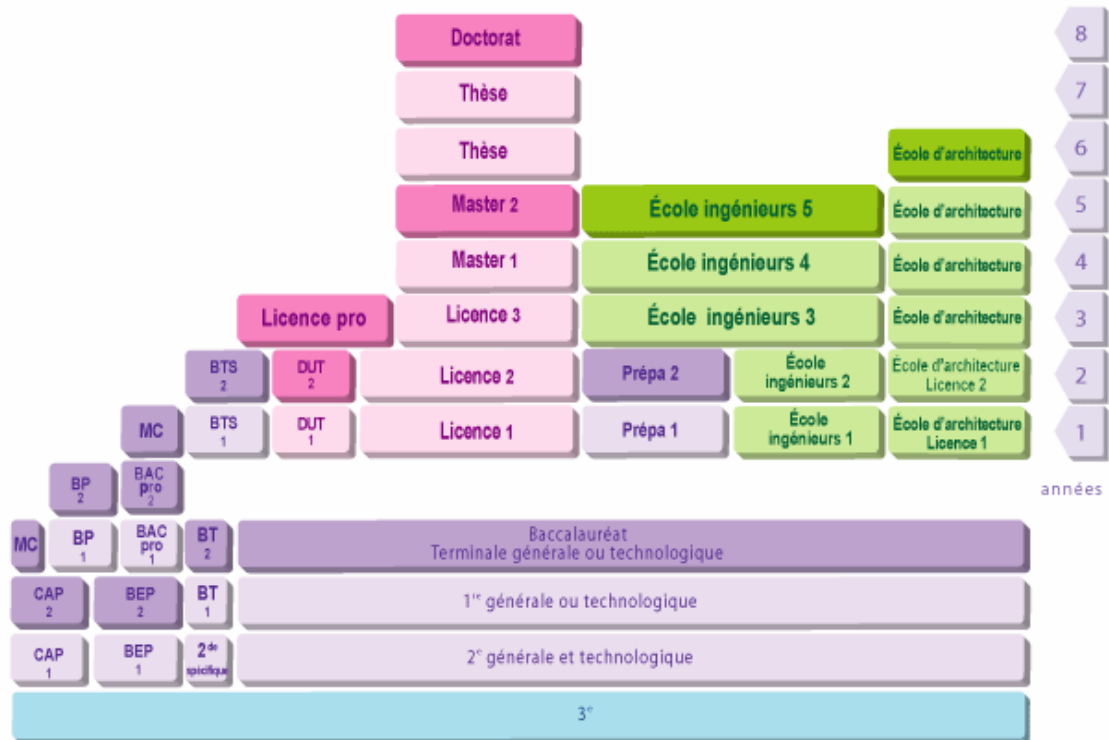 Doctorat
8
Thèse
7
Thèse
École d'architecture
6
Master 2
École ingénieurs 5
École d'architecture
5
Master 1
École ingénieurs 4
École d'architecture
4
Licence pro
Licence 3
École ingénieurs 3
École d'architecture
3
BTS
2
DUT
2
Licence 2
Prépa 2
École
ingénieurs 2
École d'architecture
Licence 2
2
MC
BTS
1
DUT
1
Licence 1
Prépa 1
École
ingénieurs 1
École d'architecture
Licence 1
1
BP
2
BAC
pro
2
années
MC
BP
1
BAC
pro
1
BT
2
Baccalauréat
Terminale générale ou technologique
CAP
2
BEP
2
BT
1
1re générale ou technologique
CAP
1
BEP
1
2de
spécifique
2e générale et technologique
3e